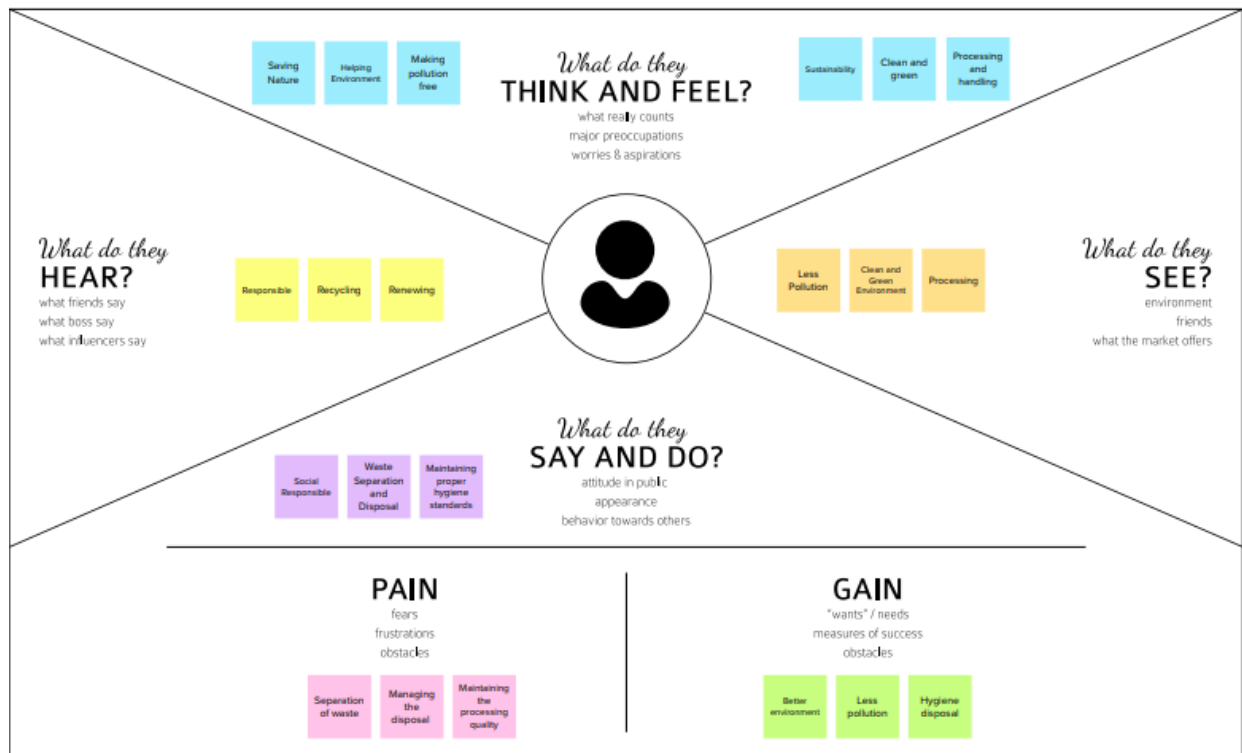 Saving
Nature
Helping
Environment
Making
pollution
free
What do they
THINK AND FEEL?
what really counts
major preoccupations
worries & aspirations
Sustainability
Clean and
green
Processing
and
handling
What do they
HEAR?
what friends say
what boss say
what influencers say
Responsible
Recycling
Renewing
Less
Pollution
Clean and
Green
Environment
Processing
What do they
SEE?
environment
friends
what the market offers
What do they
SAY AND DO?
attitude in public
appearance
behavior towards others
Social
Responsible
Waste
Separation
and
Disposal
Maintaining
proper
hygiene
standards
PAIN
fears
frustrations
obstacles
Separation
of waste
Managing
the
disposal
Maintaining
the
processing
quality
GAIN
"wants" / needs
measures of success
obstacles
Better
environment
Less
pollution
Hygiene
disposal